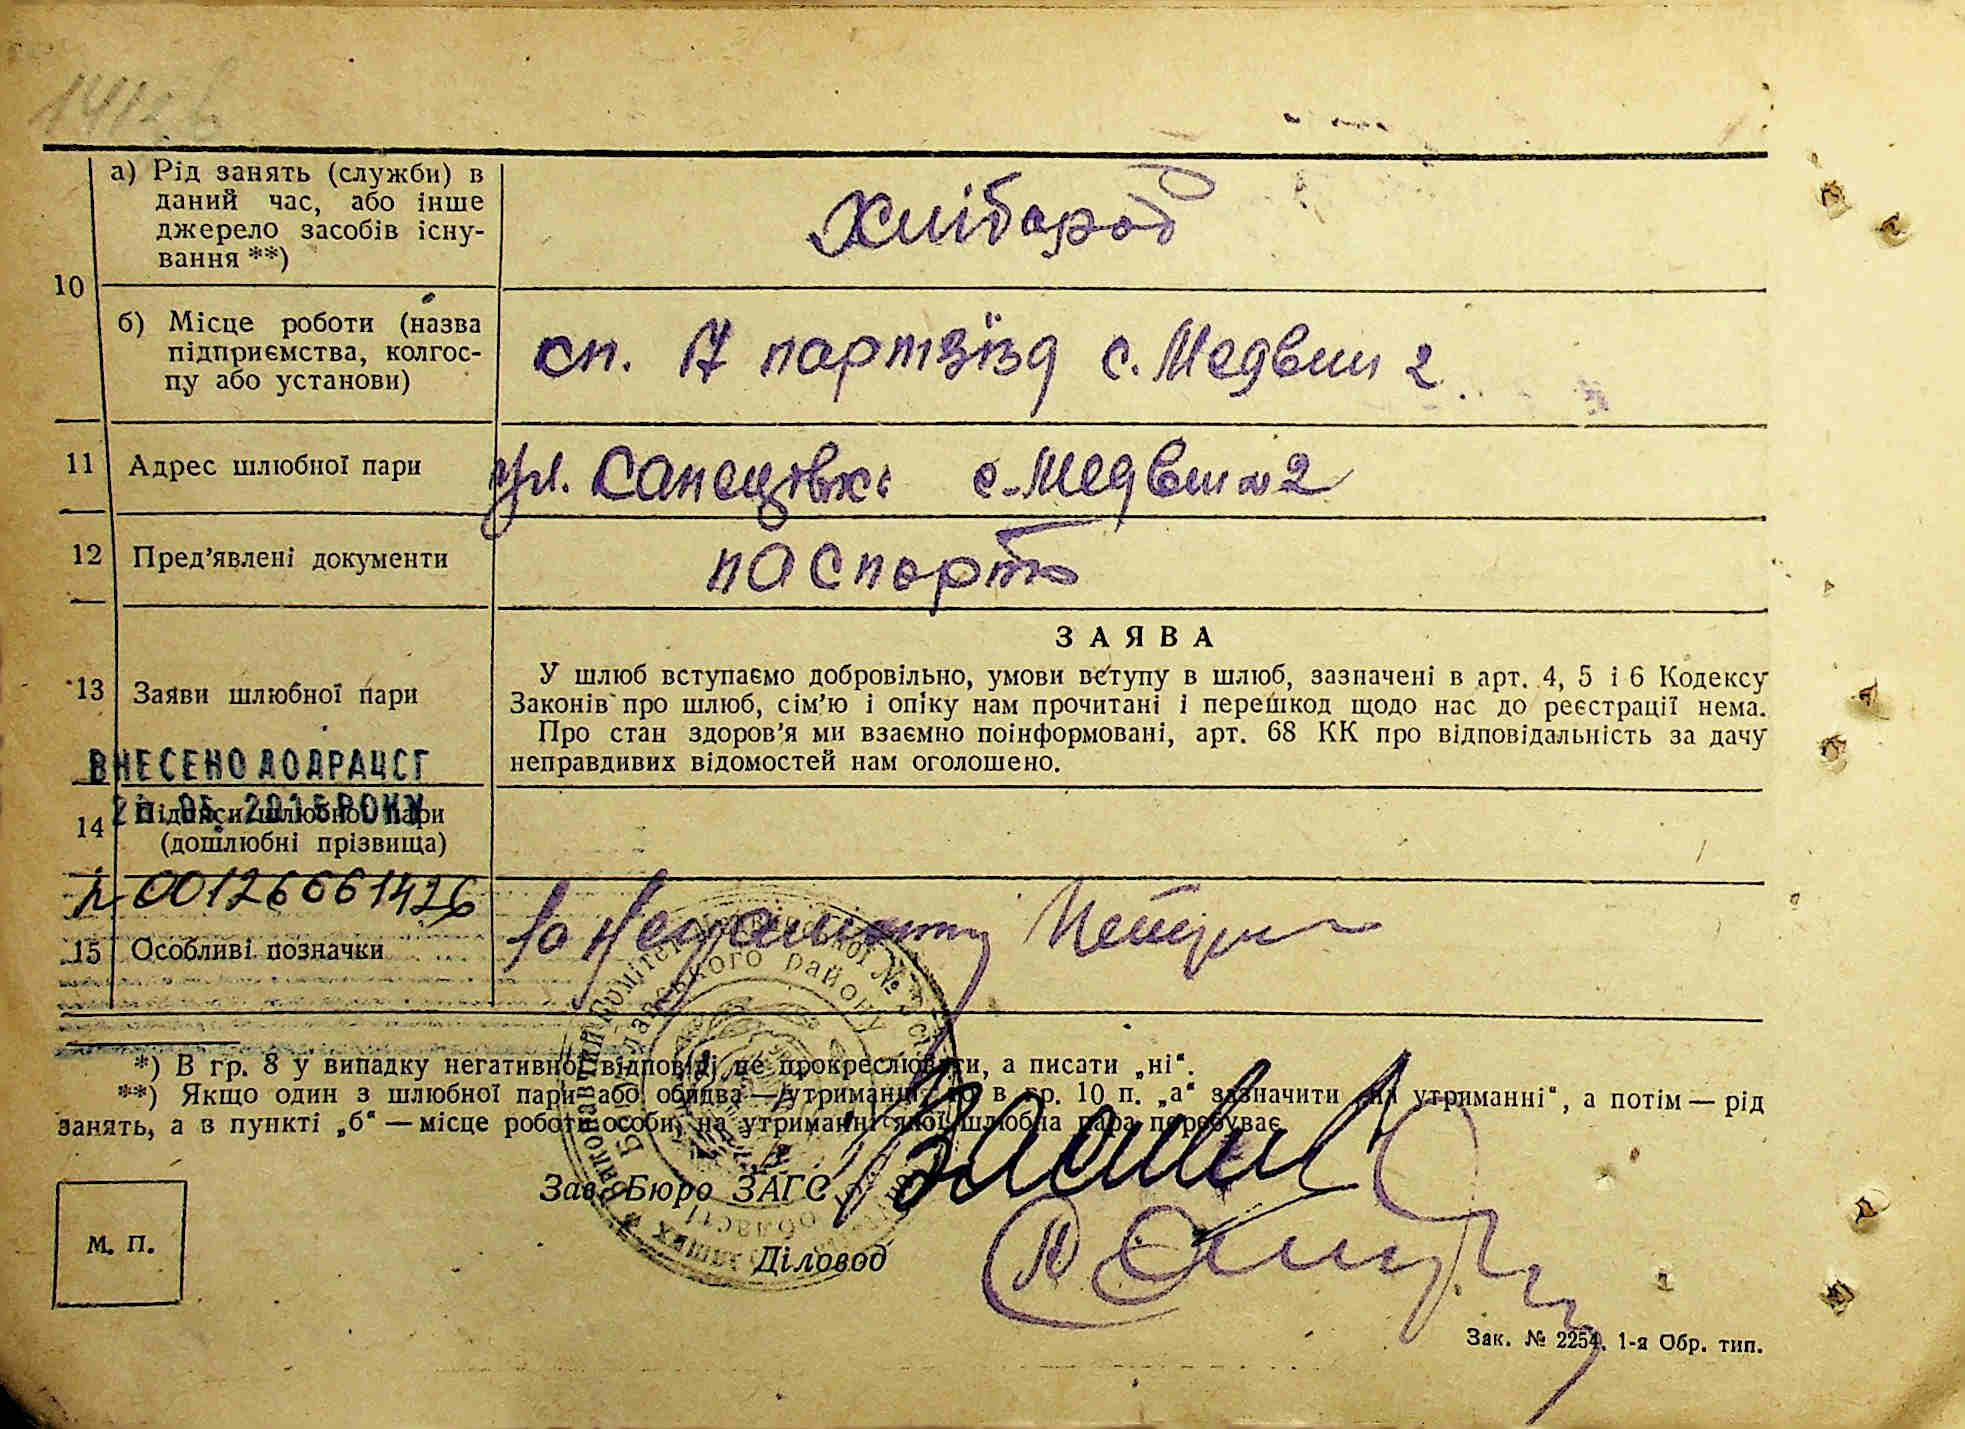 а) Рід занять (служби) в
даний час, або інше
джерело засобів існу-
вання **)
Хлібороб
10
б) Місце роботи (назва
підприємства, колгос-
пу або установи)
сп. 17 партзїзд с. Медвин 2
11 Адрес шлюбної пари
ул. с. Медвин 2
12 Пред’явлені документи
паспорт
ЗАЯВА
13 Заяви шлюбної пари
У шлюб вступаємо добровільно, умови вступу в шлюб, зазначені в арт. 4, 5 і 6 Кодексу
Законів про шлюб, сім’ю і опіку нам прочитані і перешкод щодо нас до реєстрації нема.
Про стан здоров’я ми взаємно поінформовані, арт. 68 КК про відповідальність за дачу
неправдивих відомостей нам оголошено.
ВНЕСЕНО ДО ДРАЦСГ
05. 2015 РОКУ
14 Підписи шлюбної пари
(дошлюбні прізвища)
00126661426
15 Особливі позначки
*) В гр. 8 у випадку негативної відповіді не прокреслювати, а писати „ні“.
**) Якщо один з шлюбної пари або обидва — утриманці, то в гр. 10 п. „а“ зазначити „на утриманні“, а потім — рід
занять, а в пункті „б“ — місце роботи особи, на утриманні якої шлюбна пара перебуває.
Зав. Бюро ЗАГС
Діловод
М. П.
Зак. № 2254. 1-я Обр. тип.